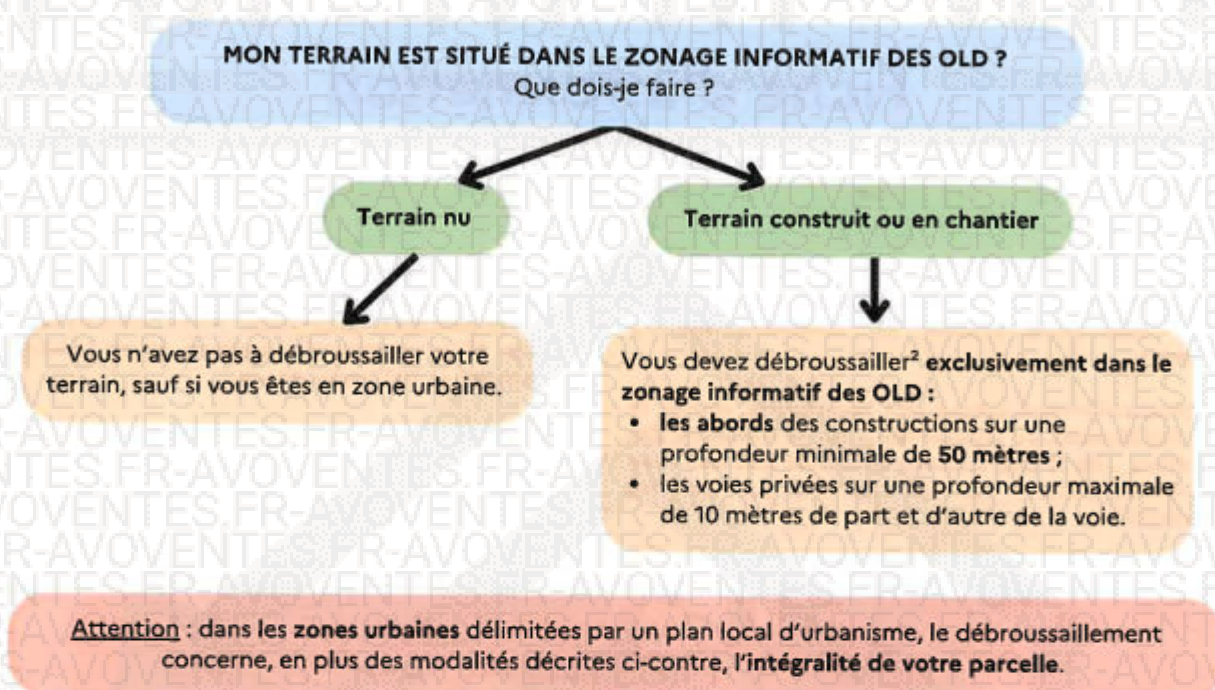 MON TERRAIN EST SITUÉ DANS LE ZONAGE INFORMATIF DES OLD ?
Que dois-je faire ?
Terrain nu
Terrain construit ou en chantier
Vous n'avez pas à débroussailler votre
terrain, sauf si vous êtes en zone urbaine.
Vous devez débroussailler² exclusivement dans le
zonage informatif des OLD :
• les abords des constructions sur une
profondeur minimale de 50 mètres ;
• les voies privées sur une profondeur maximale
de 10 mètres de part et d'autre de la voie.
Attention : dans les zones urbaines délimitées par un plan local d'urbanisme, le débroussaillement
concerne, en plus des modalités décrites ci-contre, l'intégralité de votre parcelle.